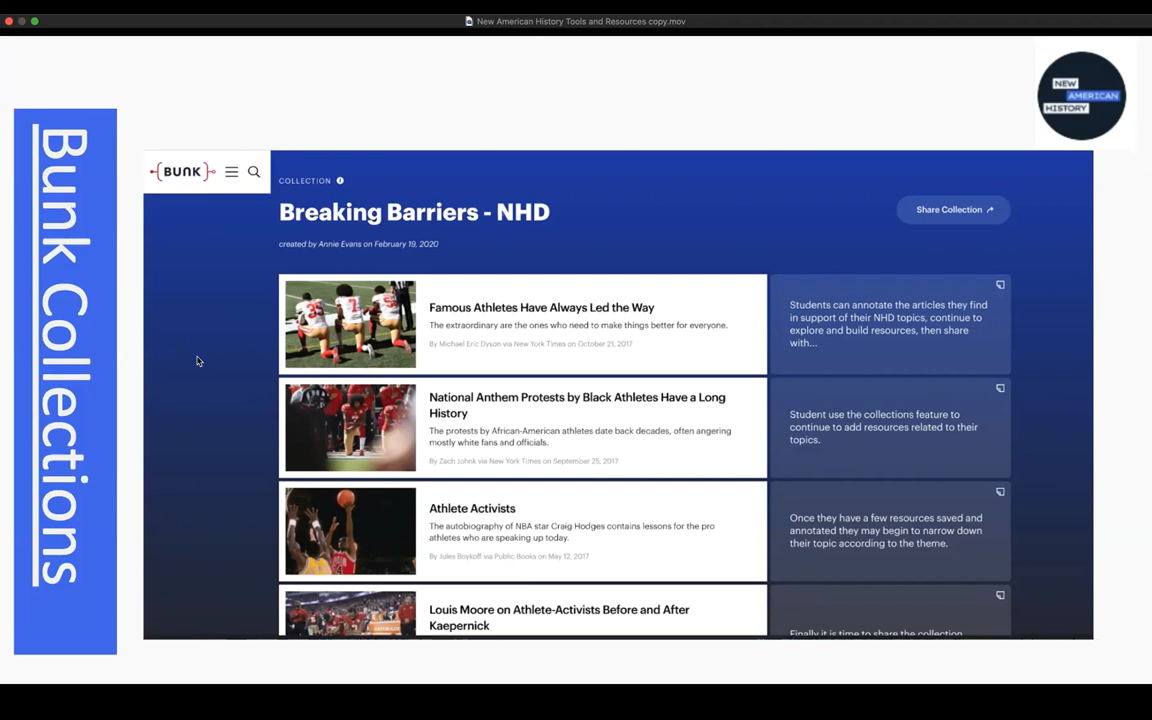 New American History Tools and Resources copy.mov
NEW
AMERICAN
HISTORY
Bunk Collections
BUNK
COLLECTION
Breaking Barriers - NHD
Share Collection
created by Annie Evans on February 19, 2020
Famous Athletes Have Always Led the Way
The extraordinary are the ones who need to make things better for everyone.
By Michael Eric Dyson via New York Times on October 21, 2017
Students can annotate the articles they find
in support of their NHD topics, continue to
explore and build resources, then share
with...
National Anthem Protests by Black Athletes Have a Long
History
The protests by African-American athletes date back decades, often angering
mostly white fans and officials.
By Zach Johnk via New York Times on September 25, 2017
Student use the collections feature to
continue to add resources related to their
topics.
Athlete Activists
The autobiography of NBA star Craig Hodges contains lessons for the pro
athletes who are speaking up today.
By Jules Boykoff via Public Books on May 12, 2017
Once they have a few resources saved and
annotated they may begin to narrow down
their topic according to the theme.
Louis Moore on Athlete-Activists Before and After
Kaepernick
Finally it is time to share the collection